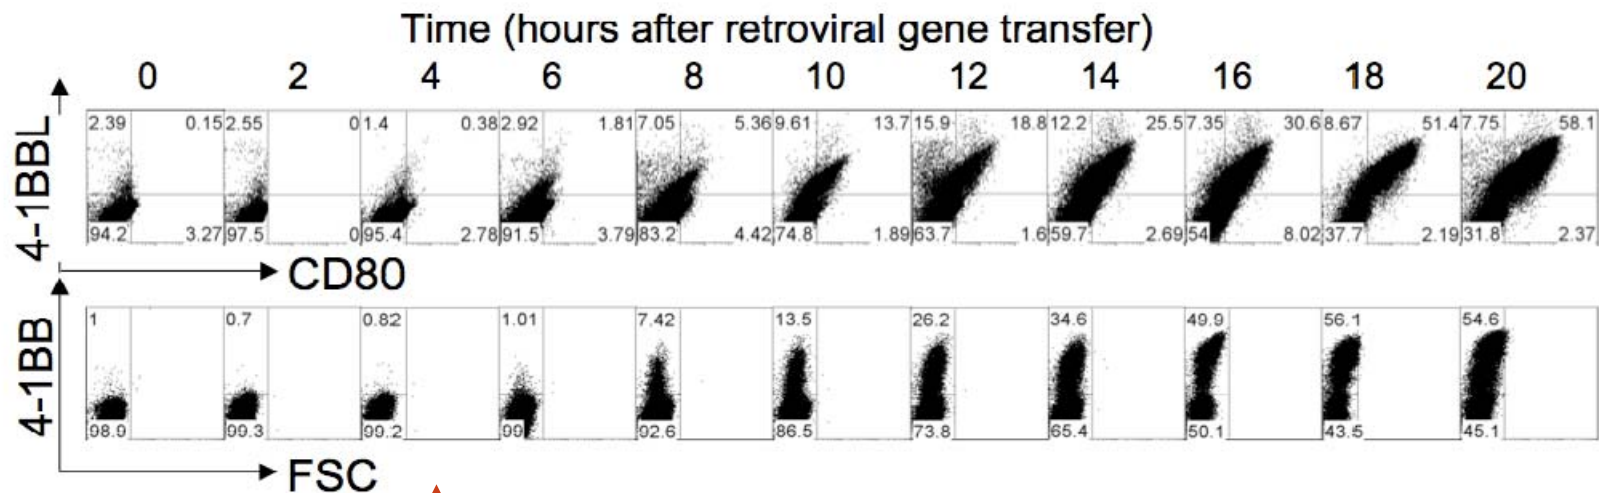 Time (hours after retroviral gene transfer)
0 2 4 6 8 10 12 14 16 18 20
4-1BBL
2.39 0.15 2.55 0 1.4 0.38 2.92 1.81 7.05 5.36 9.61 13.7 15.9 18.8 12.2 25.5 7.35 30.6 8.67 51.4 7.75 58.1
94.2 3.27 97.5 0 95.4 2.78 91.5 3.79 83.2 4.42 74.8 1.89 63.7 1.6 59.7 2.69 54 8.02 37.7 2.19 31.8 2.37
CD80
4-1BB
1 0.7 0.82 1.01 7.42 13.5 26.2 34.6 49.9 56.1 54.6
98.9 99.3 99.2 99 92.6 86.5 73.8 65.4 50.1 43.5 45.1
FSC